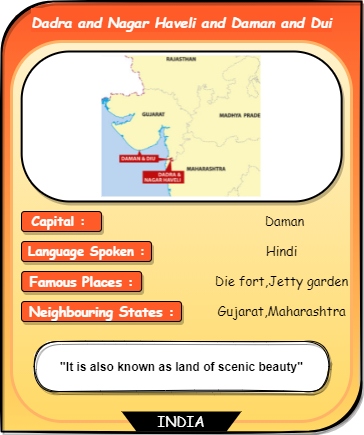 Dadra and Nagar Haveli and Daman and Dui
RAJASTHAN
GUJARAT
MADHYA PRADE
DAMAN & DIU
DADRA &
NAGAR HAVELI
MAHARASHTRA
Capital : Daman
Language Spoken : Hindi
Famous Places : Die fort,Jetty garden
Neighbouring States : Gujarat,Maharashtra
"It is also known as land of scenic beauty"
INDIA